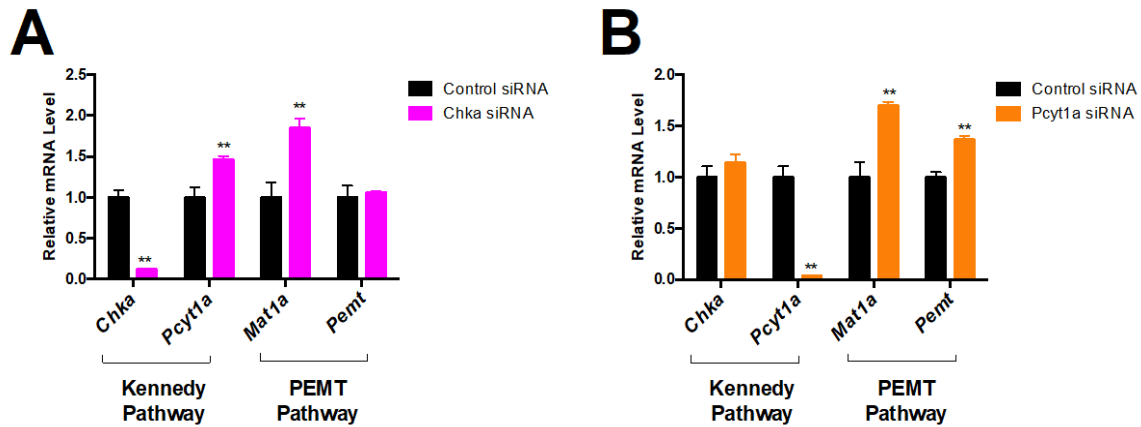 A
Relative mRNA Level
2.5
2.0
1.5
1.0
0.5
0.0
**
**
**
Control siRNA
Chka siRNA
Chka
Pcyt1a
Mat1a
Pemt
Kennedy
Pathway
PEMT
Pathway
B
Relative mRNA Level
2.0
1.5
1.0
0.5
0.0
**
**
**
Control siRNA
Pcyt1a siRNA
Chka
Pcyt1a
Mat1a
Pemt
Kennedy
Pathway
PEMT
Pathway